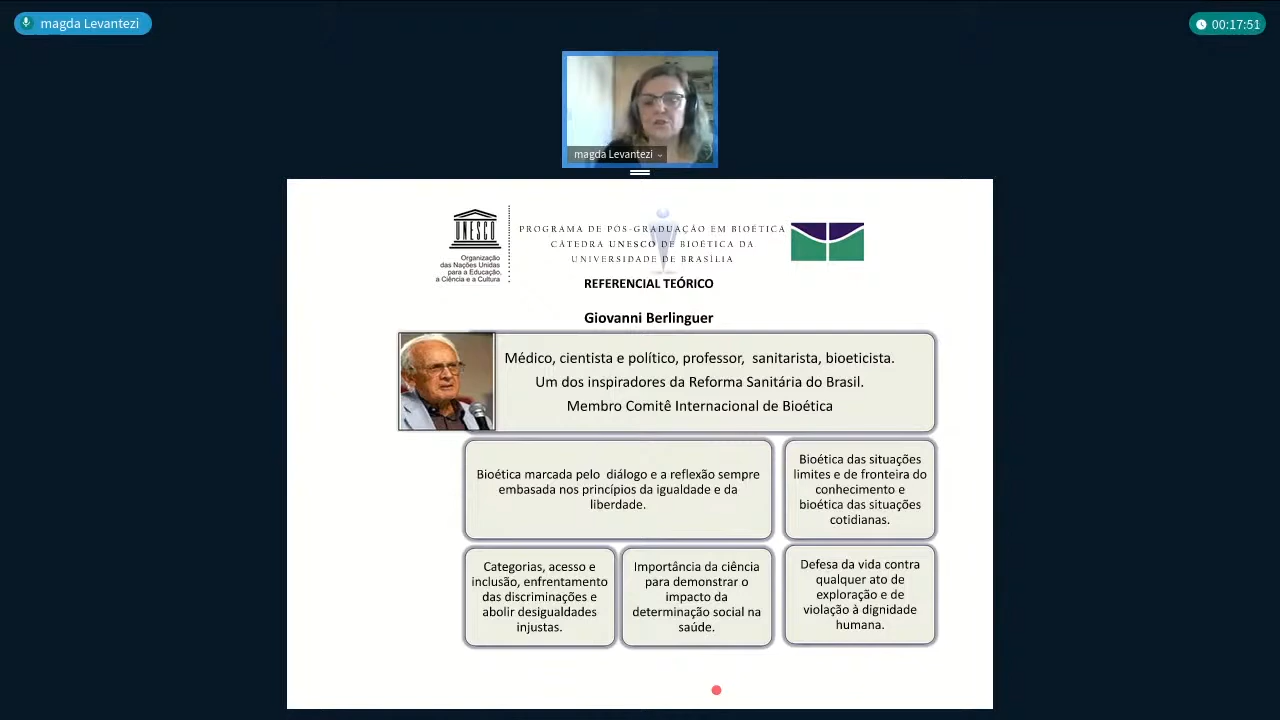 magda Levantezi
00:17:51
magda Levantezi
UNESCO
Organização
das Nações Unidas
para a Educação,
a Ciência e a Cultura
PROGRAMA DE PÓS-GRADUAÇÃO EM BIOÉTICA
CÁTEDRA UNESCO DE BIOÉTICA DA
UNIVERSIDADE DE BRASÍLIA
REFERENCIAL TEÓRICO
Giovanni Berlinguer
Médico, cientista e político, professor, sanitarista, bioeticista.
Um dos inspiradores da Reforma Sanitária do Brasil.
Membro Comitê Internacional de Bioética
Bioética marcada pelo diálogo e a reflexão sempre
embasada nos princípios da igualdade e da
liberdade.
Bioética das situações
limites e de fronteira do
conhecimento e
bioética das situações
cotidianas.
Categorias, acesso e
inclusão, enfrentamento
das discriminações e
abolir desigualdades
injustas.
Importância da ciência
para demonstrar o
impacto da
determinação social na
saúde.
Defesa da vida contra
qualquer ato de
exploração e de
violação à dignidade
humana.